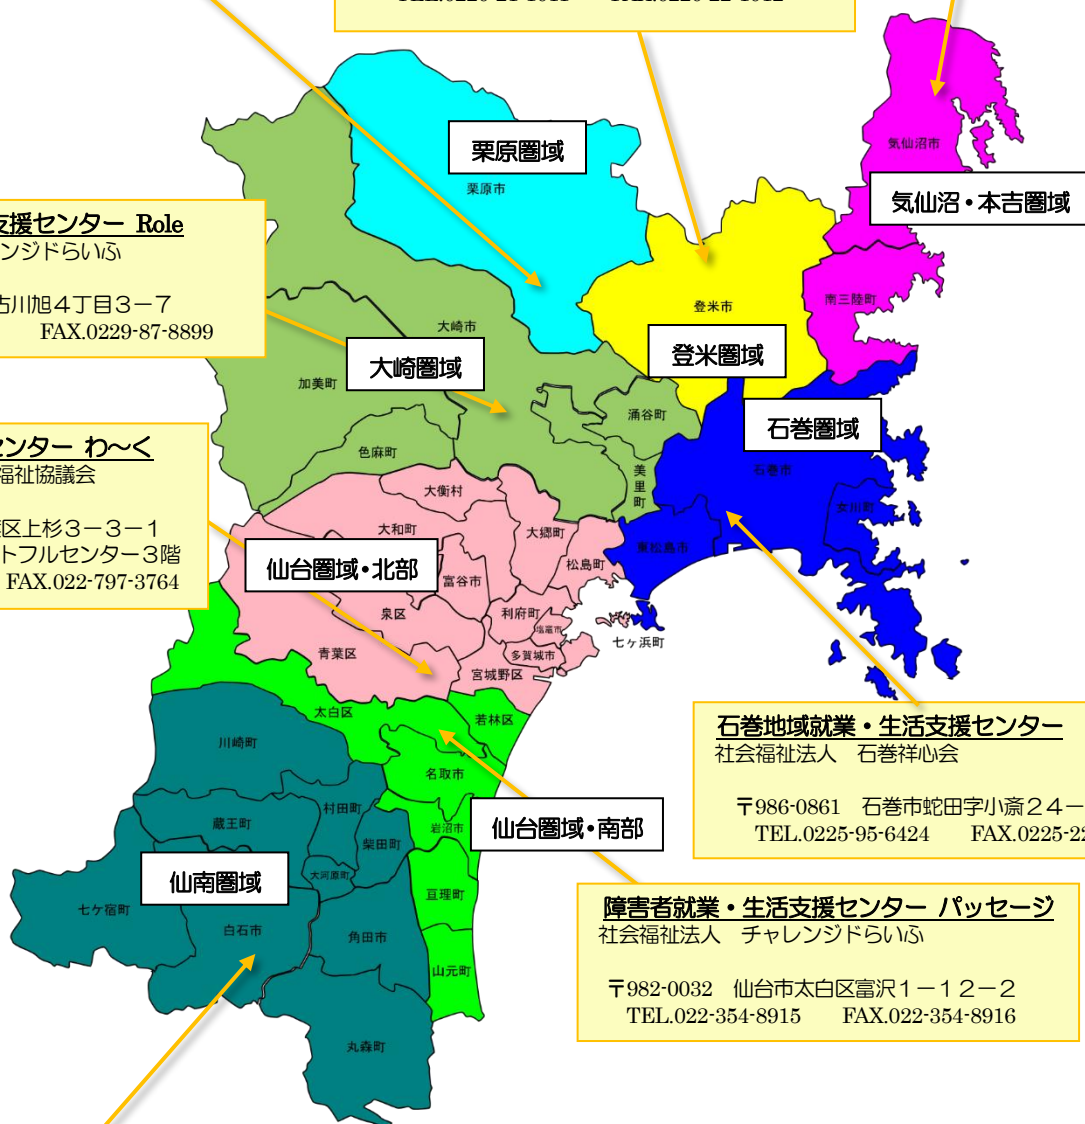 栗原圏域
栗原市
気仙沼市
気仙沼・本吉圏域
支援センター Role
ンジドらいふ
古川旭４丁目３－７
FAX.0229-87-8899
南三陸町
登米市
登米圏域
大崎市
大崎圏域
加美町
涌谷町
石巻圏域
石巻市
色麻町
美里町
女川町
センター わ～く
福祉協議会
区上杉３－３－１
トフルセンター３階
FAX.022-797-3764
大衡村
大和町
大郷町
東松島市
松島町
仙台圏域・北部
富谷市
泉区
利府町
塩竈市
七ヶ浜町
青葉区
多賀城市
宮城野区
太白区
若林区
石巻地域就業・生活支援センター
社会福祉法人　石巻祥心会
〒986-0861　石巻市蛇田字小斎２４－
TEL.0225-95-6424　　FAX.0225-22
川崎町
名取市
村田町
蔵王町
岩沼市
仙台圏域・南部
柴田町
大河原町
仙南圏域
亘理町
七ヶ宿町
白石市
角田市
山元町
丸森町
障害者就業・生活支援センター パッセージ
社会福祉法人　チャレンジドらいふ
〒982-0032　仙台市太白区富沢１－１２－２
TEL.022-354-8915　　FAX.022-354-8916